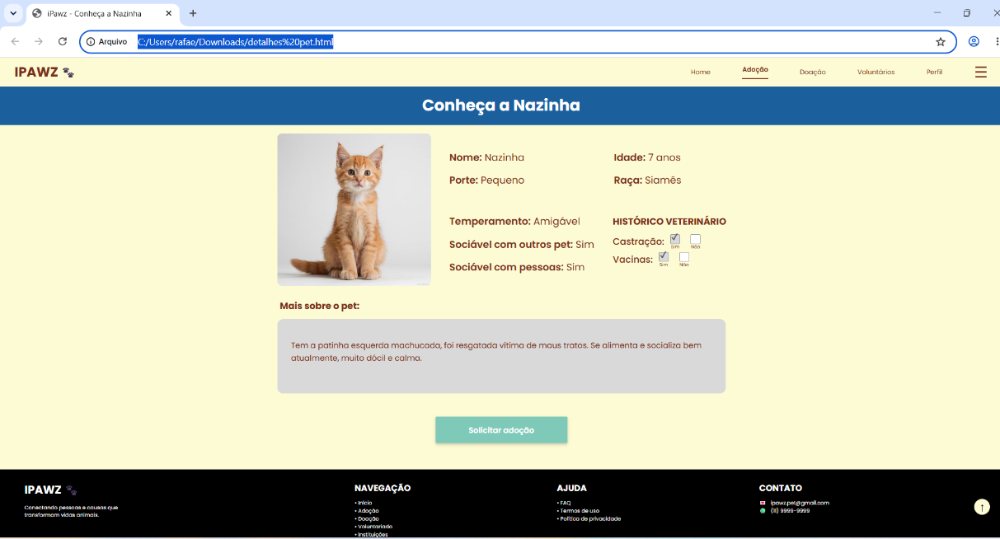 iPawz - Conheça a Nazinha
Arquivo C:/Users/rafae/Downloads/detalhes%20pet.html
IPAWZ
Home Adoção Doação Voluntários Perfil
Conheça a Nazinha
Nome: Nazinha
Idade: 7 anos
Porte: Pequeno
Raça: Siamês
Temperamento: Amigável
HISTÓRICO VETERINÁRIO
Sociável com outros pet: Sim
Castração: Sim Não
Vacinas: Sim Não
Sociável com pessoas: Sim
Mais sobre o pet:
Tem a patinha esquerda machucada, foi resgatada vítima de maus tratos. Se alimenta e socializa bem
atualmente, muito dócil e calma.
Solicitar adoção
IPAWZ
Conectando pessoas e causas que
transformam vidas animais.
NAVEGAÇÃO
• Início
• Adoção
• Doação
• Voluntariado
• Instituições
AJUDA
• FAQ
• Termos de uso
• Política de privacidade
CONTATO
ipawz.pet@gmail.com
(11) 9999-9999